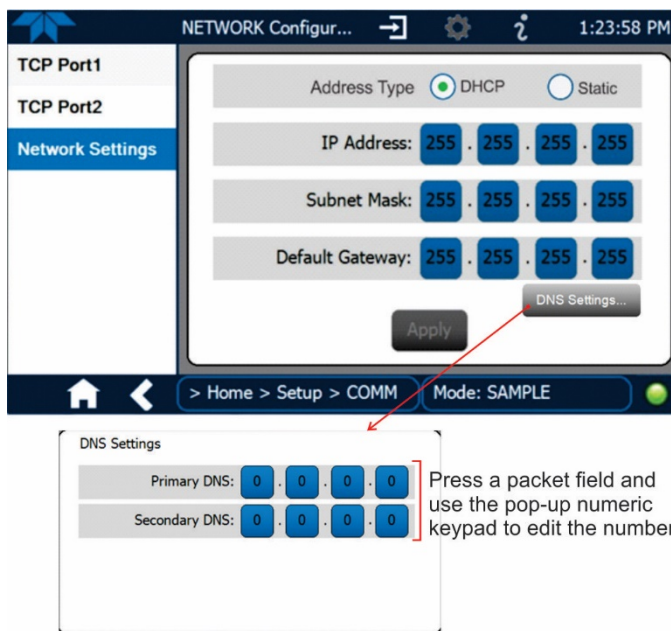 NETWORK Configur... 1:23:58 PM
TCP Port1
TCP Port2
Network Settings
Address Type DHCP Static
IP Address: 255 . 255 . 255 . 255
Subnet Mask: 255 . 255 . 255 . 255
Default Gateway: 255 . 255 . 255 . 255
DNS Settings...
Apply
> Home > Setup > COMM Mode: SAMPLE
DNS Settings
Primary DNS: 0 . 0 . 0 . 0
Secondary DNS: 0 . 0 . 0 . 0
Press a packet field and
use the pop-up numeric
keypad to edit the number